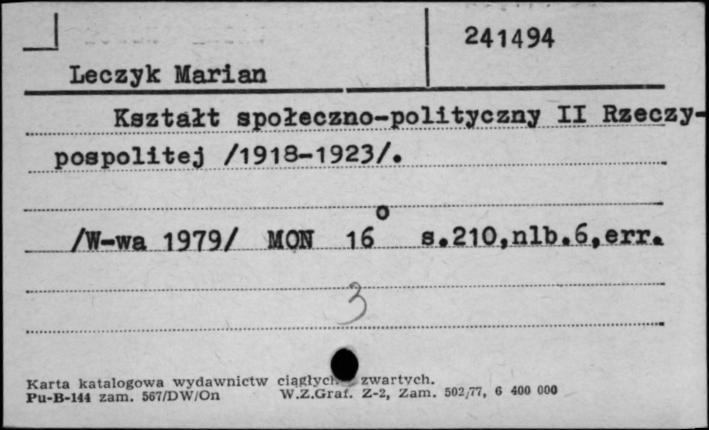 241494
Leczyk Marian
Kształt społeczno-polityczny II Rzeczy-
pospolitej /1918-1923/.
/W-wa 1979/ MON 16° s.210,nlb.6,err.
3
Karta katalogowa wydawnictw ciągłych zwartych.
Pu-B-144 zam. 567/DW/On W.Z.Graf. Z-2, Zam. 502/77, 6 400 000